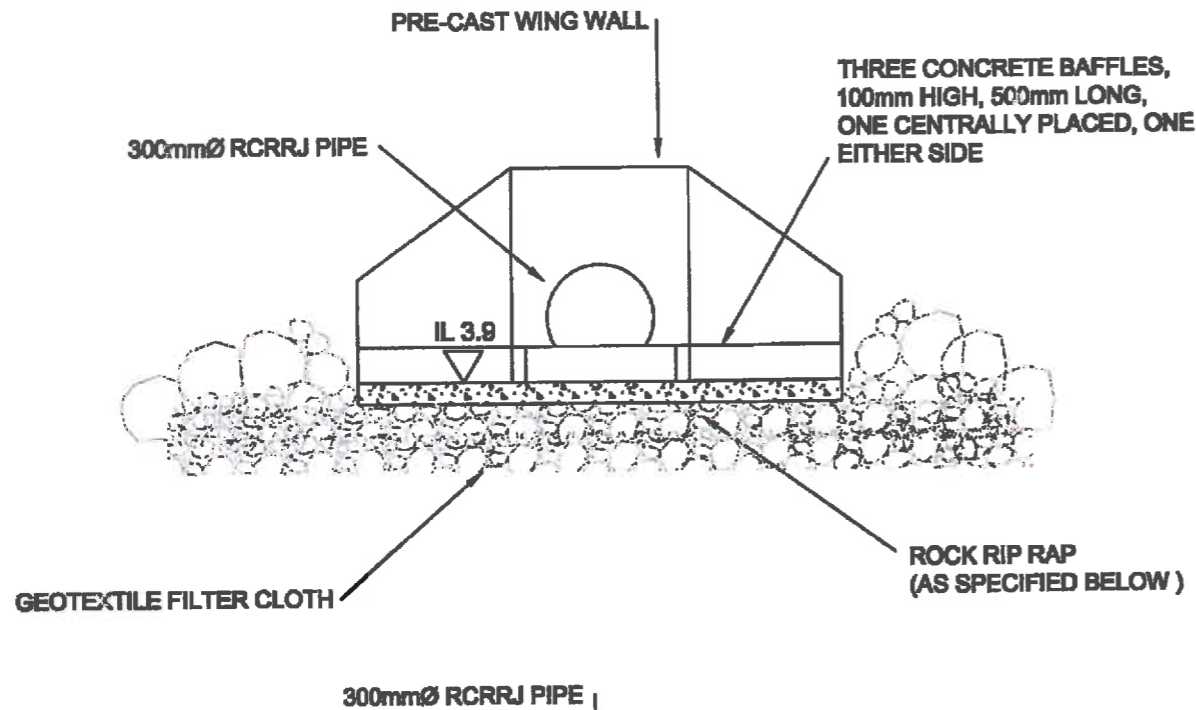 PRE-CAST WING WALL
THREE CONCRETE BAFFLES,
100mm HIGH, 500mm LONG,
ONE CENTRALLY PLACED, ONE
EITHER SIDE
300mmØ RCRRJ PIPE
IL 3.9
ROCK RIP RAP
(AS SPECIFIED BELOW )
GEOTEXTILE FILTER CLOTH
300mmØ RCRRJ PIPE